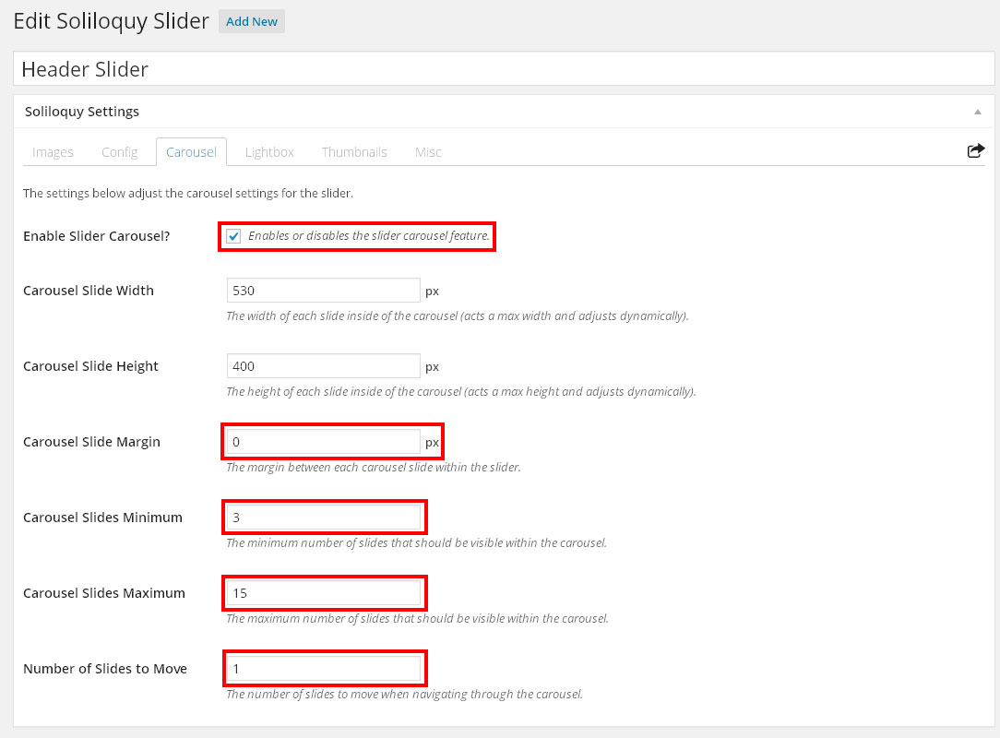 Edit Soliloquy Slider Add New
Header Slider
Soliloquy Settings
Images Config Carousel Lightbox Thumbnails Misc
The settings below adjust the carousel settings for the slider.
Enable Slider Carousel? Enables or disables the slider carousel feature.
Carousel Slide Width 530 px
The width of each slide inside of the carousel (acts a max width and adjusts dynamically).
Carousel Slide Height 400 px
The height of each slide inside of the carousel (acts a max height and adjusts dynamically).
Carousel Slide Margin 0 px
The margin between each carousel slide within the slider.
Carousel Slides Minimum 3
The minimum number of slides that should be visible within the carousel.
Carousel Slides Maximum 15
The maximum number of slides that should be visible within the carousel.
Number of Slides to Move 1
The number of slides to move when navigating through the carousel.